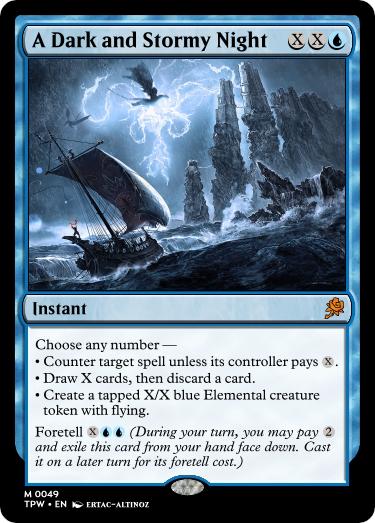 A Dark and Stormy Night XXU
Instant
Choose any number —
• Counter target spell unless its controller pays X.
• Draw X cards, then discard a card.
• Create a tapped X/X blue Elemental creature
token with flying.
Foretell XUU (During your turn, you may pay 2
and exile this card from your hand face down. Cast
it on a later turn for its foretell cost.)
M 0049
TPW • EN ERTAC-ALTINOZ